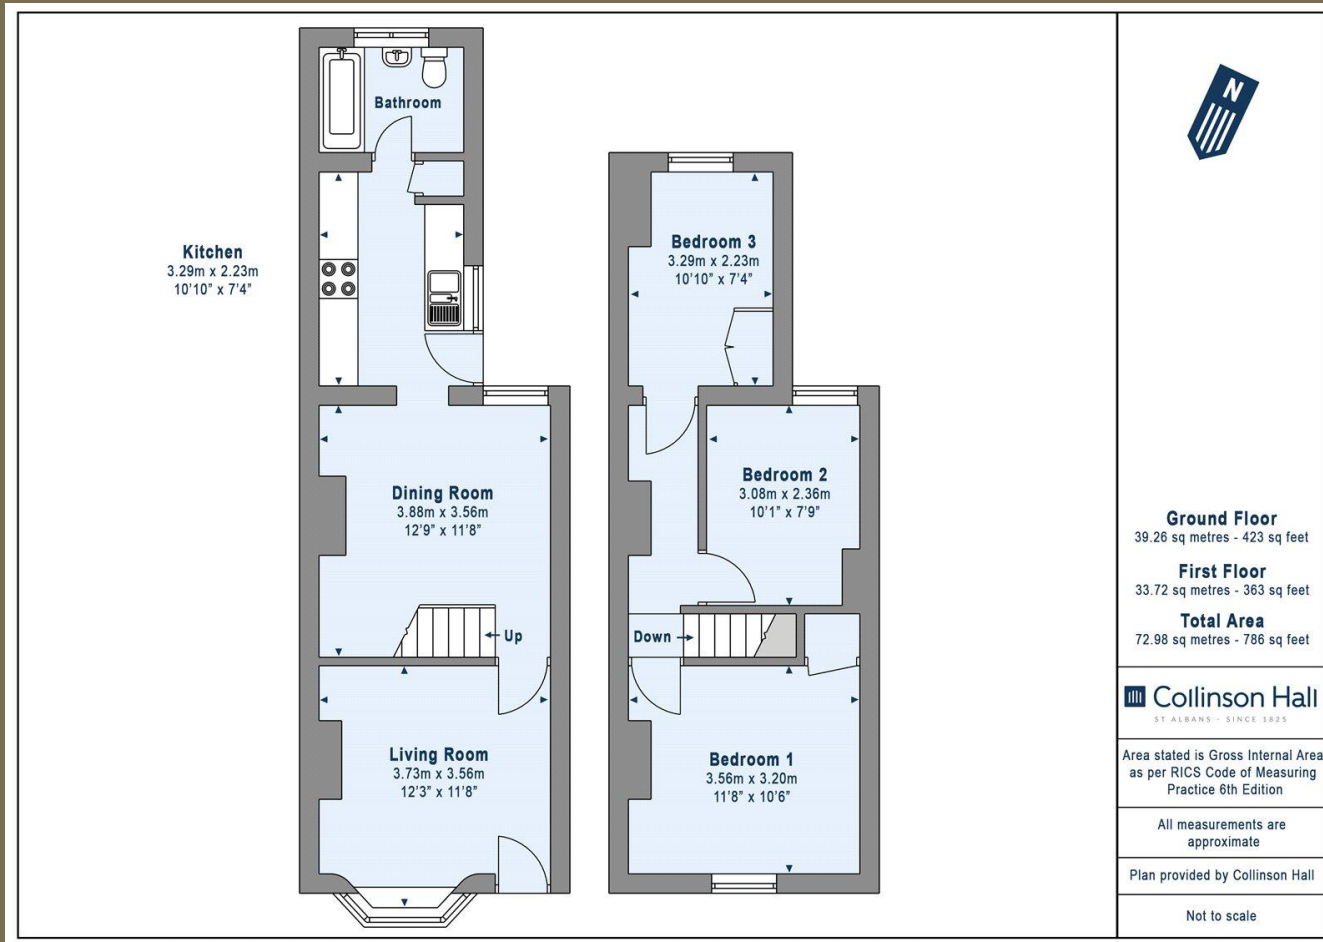 Bathroom
Kitchen
3.29m x 2.23m
10'10" x 7'4"
Dining Room
3.88m x 3.56m
12'9" x 11'8"
Up
Living Room
3.73m x 3.56m
12'3" x 11'8"
Bedroom 3
3.29m x 2.23m
10'10" x 7'4"
Bedroom 2
3.08m x 2.36m
10'1" x 7'9"
Down
Bedroom 1
3.56m x 3.20m
11'8" x 10'6"
N
Ground Floor
39.26 sq metres - 423 sq feet
First Floor
33.72 sq metres - 363 sq feet
Total Area
72.98 sq metres - 786 sq feet
Collinson Hall
ST ALBANS - SINCE 1825
Area stated is Gross Internal Area
as per RICS Code of Measuring
Practice 6th Edition
All measurements are
approximate
Plan provided by Collinson Hall
Not to scale